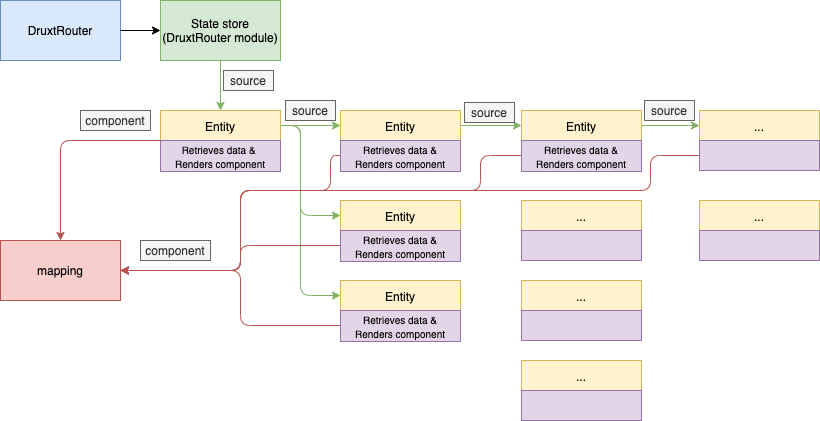 DruxtRouter
State store
(DruxtRouter module)
source
component
source
source
source
Entity
Entity
Entity
...
Retrieves data &
Renders component
Retrieves data &
Renders component
Retrieves data &
Renders component
Entity
...
...
Retrieves data &
Renders component
component
mapping
Entity
...
Retrieves data &
Renders component
...